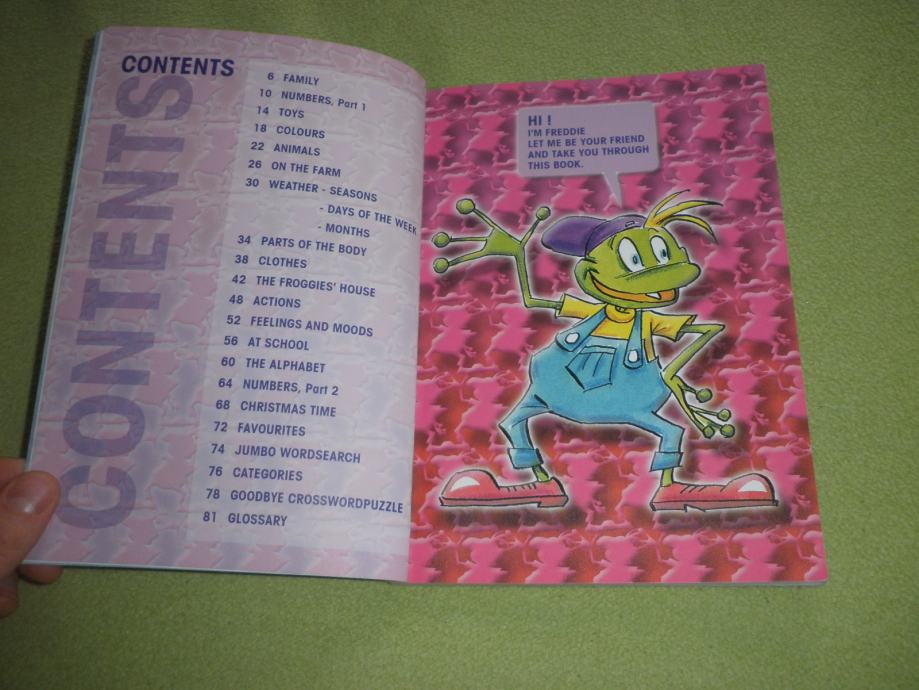 CONTENTS
CONTENTS
6 FAMILY
10 NUMBERS, Part 1
14 TOYS
18 COLOURS
22 ANIMALS
26 ON THE FARM
30 WEATHER - SEASONS
- DAYS OF THE WEEK
- MONTHS
34 PARTS OF THE BODY
38 CLOTHES
42 THE FROGGIES' HOUSE
48 ACTIONS
52 FEELINGS AND MOODS
56 AT SCHOOL
60 THE ALPHABET
64 NUMBERS, Part 2
68 CHRISTMAS TIME
72 FAVOURITES
74 JUMBO WORDSEARCH
76 CATEGORIES
78 GOODBYE CROSSWORDPUZZLE
81 GLOSSARY
HI !
I'M FREDDIE
LET ME BE YOUR FRIEND
AND TAKE YOU THROUGH
THIS BOOK.